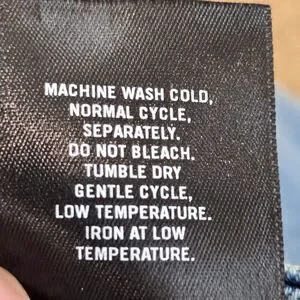 MACHINE WASH COLD,
NORMAL CYCLE,
SEPARATELY.
DO NOT BLEACH.
TUMBLE DRY
GENTLE CYCLE,
LOW TEMPERATURE.
IRON AT LOW
TEMPERATURE.